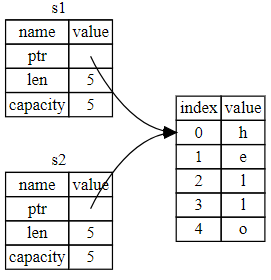 s1
name value
ptr
len 5
capacity 5
s2
name value
ptr
len 5
capacity 5
index value
0 h
1 e
2 l
3 l
4 o